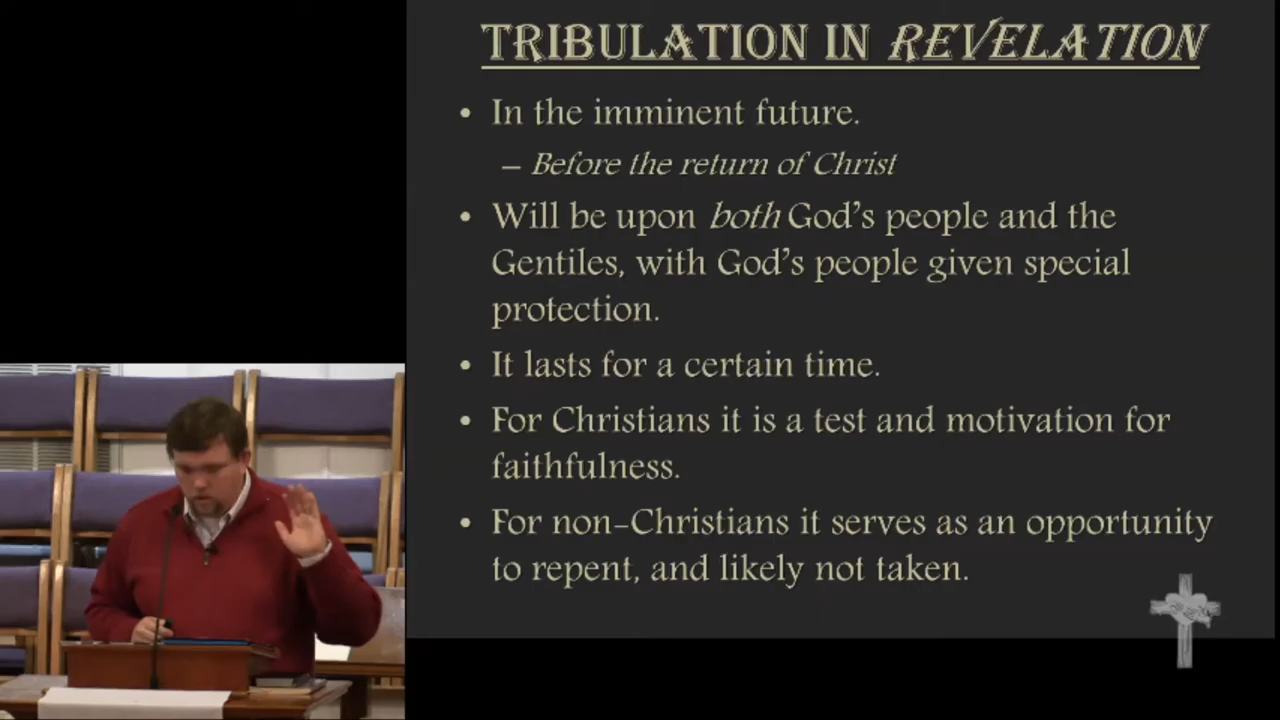 TRIBULATION IN REVELATION
• In the imminent future.
– Before the return of Christ
• Will be upon both God's people and the
Gentiles, with God's people given special
protection.
• It lasts for a certain time.
• For Christians it is a test and motivation for
faithfulness.
• For non-Christians it serves as an opportunity
to repent, and likely not taken.